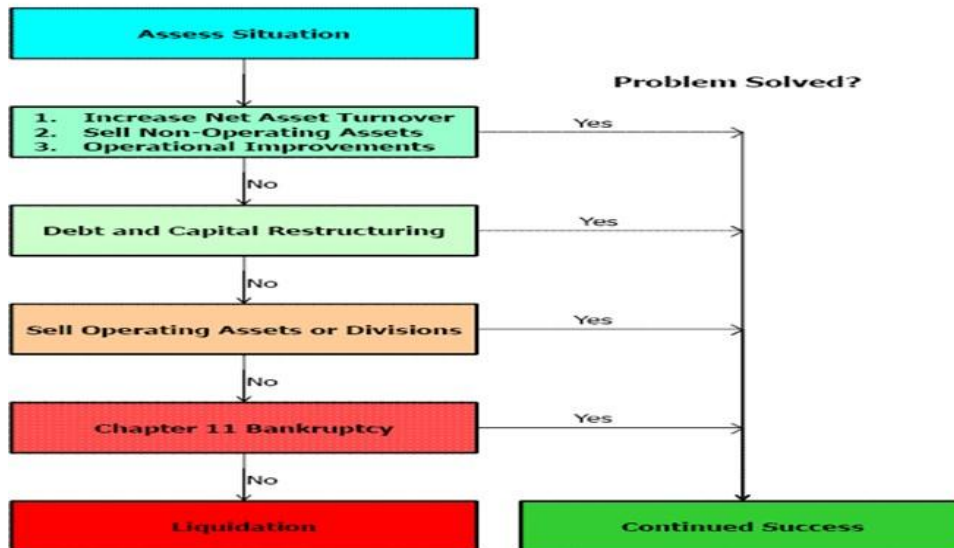 Assess Situation
Problem Solved?
1. Increase Net Asset Turnover
2. Sell Non-Operating Assets
3. Operational Improvements
Yes
No
Debt and Capital Restructuring
Yes
No
Sell Operating Assets or Divisions
Yes
No
Chapter 11 Bankruptcy
Yes
No
Liquidation
Continued Success